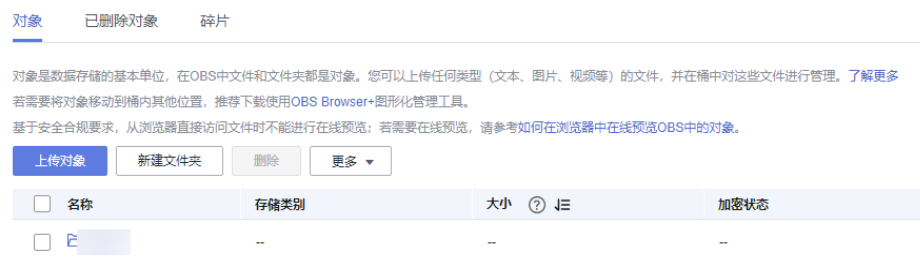 对象 已删除对象 碎片
对象是数据存储的基本单位，在OBS中文件和文件夹都是对象。您可以上传任何类型（文本、图片、视频等）的文件，并在桶中对这些文件进行管理。了解更多
若需要将对象移动到桶内其他位置，推荐下载使用OBS Browser+图形化管理工具。
基于安全合规要求，从浏览器直接访问文件时不能进行在线预览；若需要在线预览，请参考如何在浏览器中在线预览OBS中的对象。
上传对象 新建文件夹 删除 更多
名称 存储类别 大小 加密状态
-- -- --